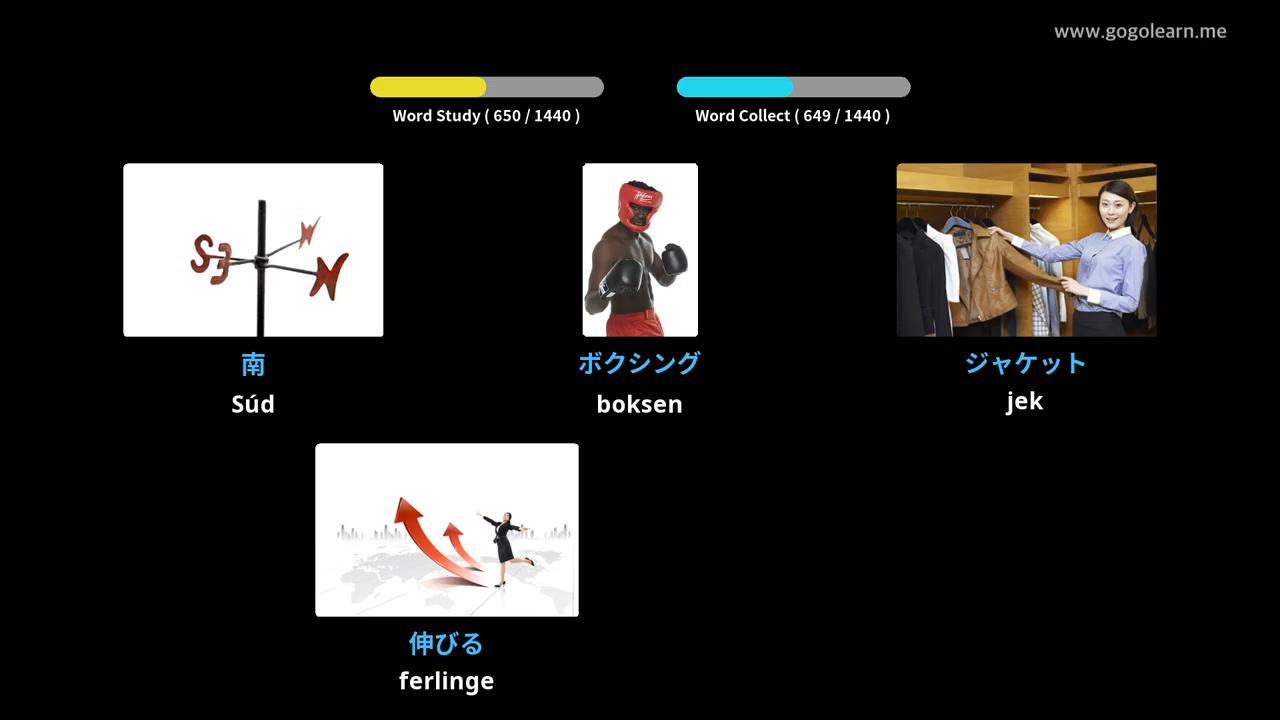 www.gogolearn.me
Word Study ( 650 / 1440 )
Word Collect ( 649 / 1440 )
S
E
N
南
Súd
ボクシング
boksen
ジャケット
jek
伸びる
ferlinge